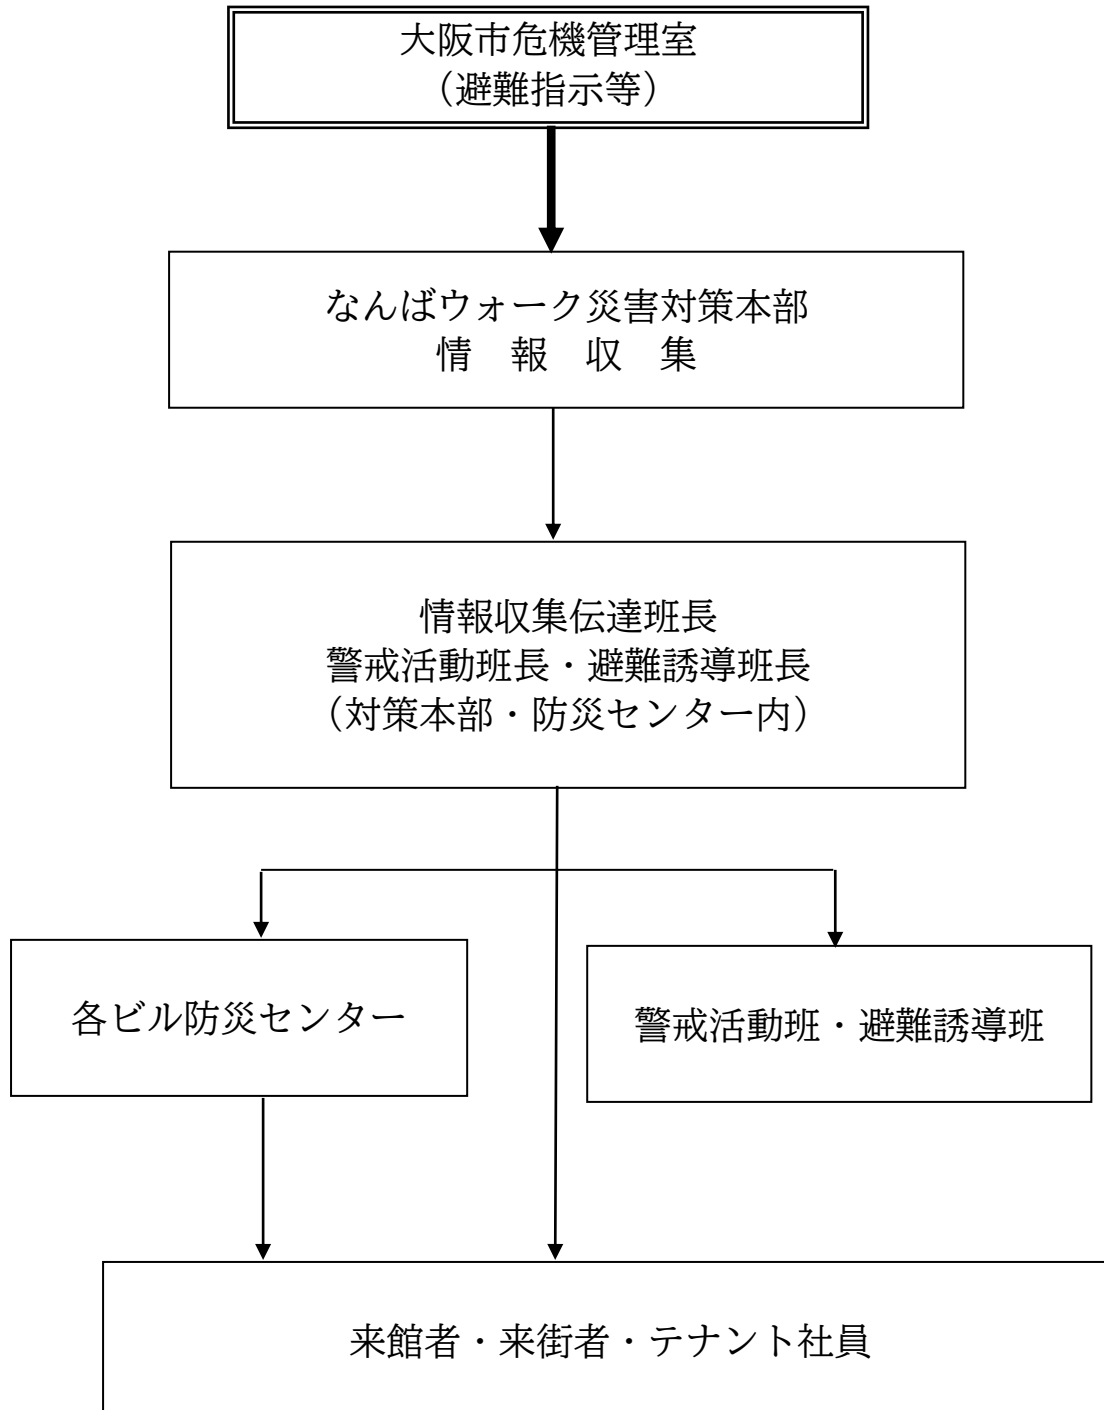 大阪市危機管理室
（避難指示等）
なんばウォーク災害対策本部
情　報　収　集
情報収集伝達班長
警戒活動班長・避難誘導班長
（対策本部・防災センター内）
各ビル防災センター
警戒活動班・避難誘導班
来館者・来街者・テナント社員